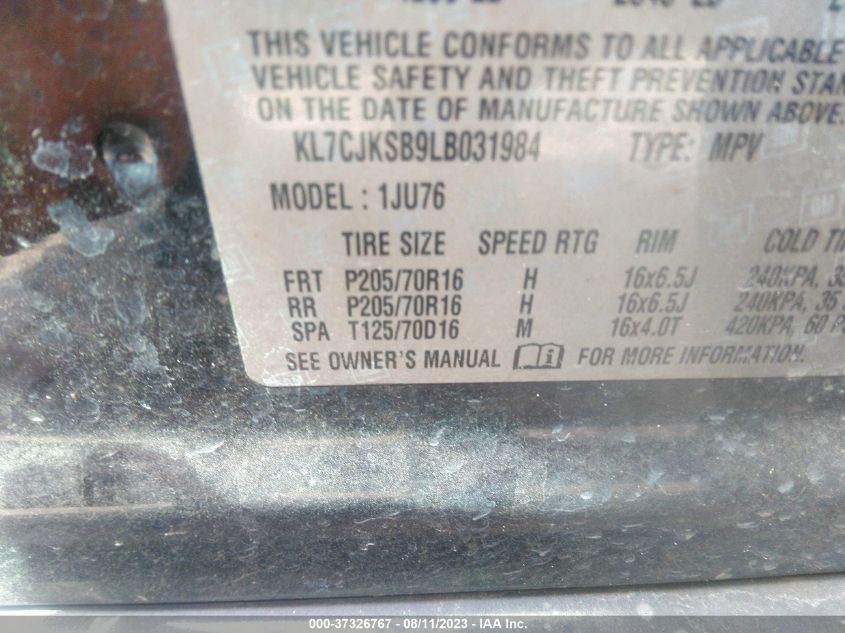 THIS VEHICLE CONFORMS TO ALL APPLICABLE
VEHICLE SAFETY AND THEFT PREVENTION STAN
ON THE DATE OF MANUFACTURE SHOWN ABOVE.
KL7CJKSB9LB031984 TYPE: MPV
MODEL : 1JU76
TIRE SIZE SPEED RTG RIM COLD TI
FRT P205/70R16 H 16x6.5J 240KPA, 35
RR P205/70R16 H 16x6.5J 240KPA, 35
SPA T125/70D16 M 16x4.0T 420KPA, 60 P
SEE OWNER'S MANUAL FOR MORE INFORMATION.
000-37326767 - 08/11/2023 - IAA Inc.